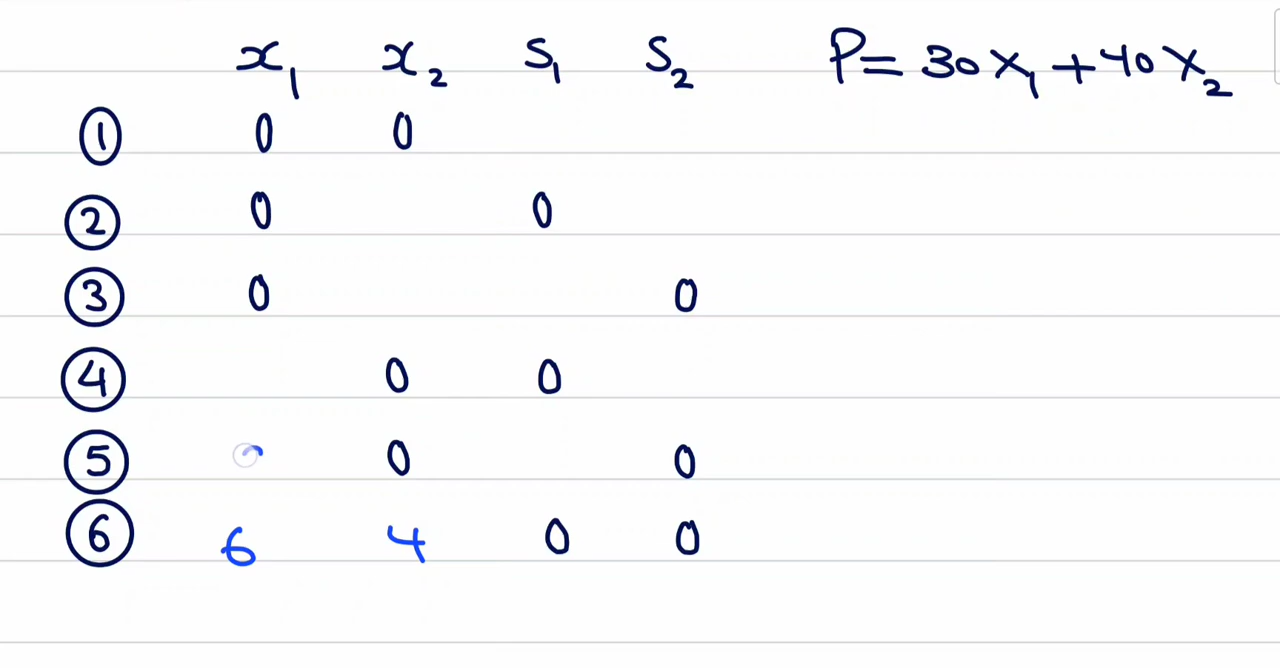 x₁ x₂ S₁ S₂ P = 30x₁ + 40x₂
① 0 0
② 0 0
③ 0 0
④ 0 0
⑤ 0 0
⑥ 6 4 0 0